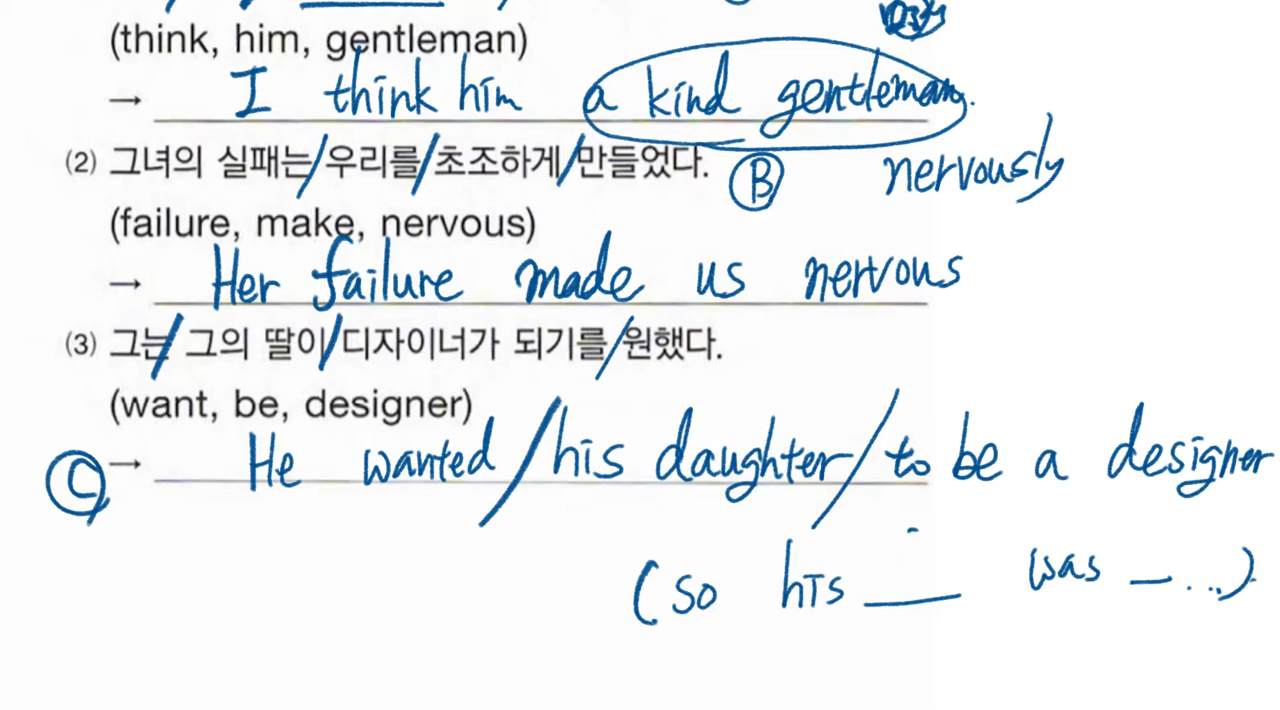 (think, him, gentleman)
→ I think him a kind gentleman.
(2) 그녀의 실패는/우리를/초조하게/만들었다. Ⓑ nervously
(failure, make, nervous)
→ Her failure made us nervous
(3) 그는/그의 딸이/디자이너가 되기를/원했다.
(want, be, designer)
Ⓒ → He wanted/his daughter/to be a designer
(so his ___ was _...)